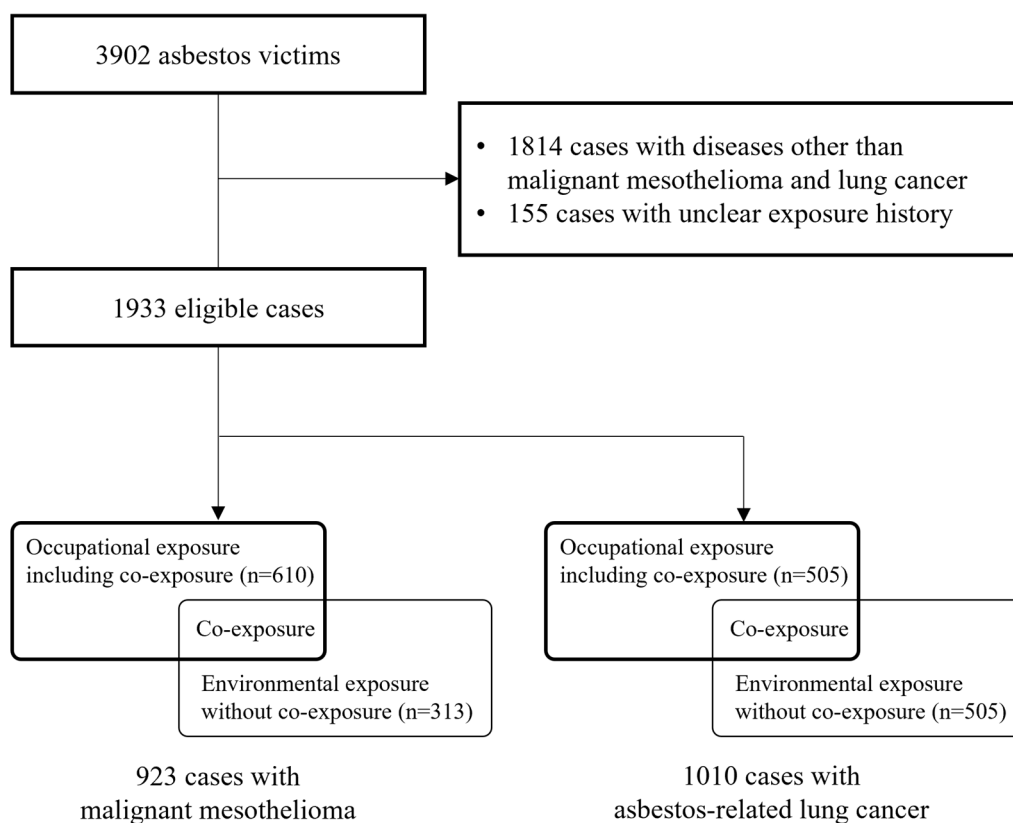 3902 asbestos victims
• 1814 cases with diseases other than
malignant mesothelioma and lung cancer
• 155 cases with unclear exposure history
1933 eligible cases
Occupational exposure
including co-exposure (n=610)
Co-exposure
Environmental exposure
without co-exposure (n=313)
923 cases with
malignant mesothelioma
Occupational exposure
including co-exposure (n=505)
Co-exposure
Environmental exposure
without co-exposure (n=505)
1010 cases with
asbestos-related lung cancer